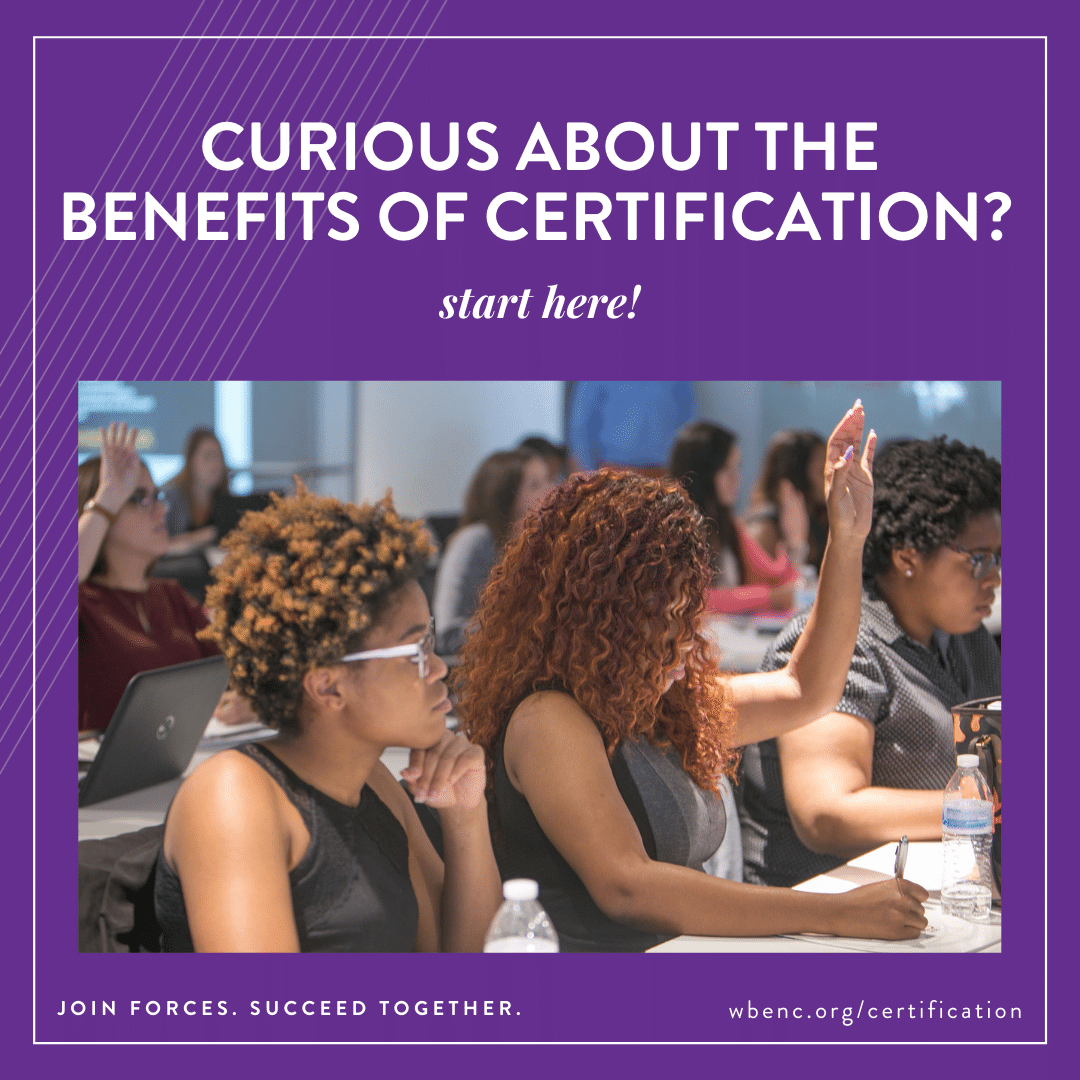 CURIOUS ABOUT THE
BENEFITS OF CERTIFICATION?
start here!
JOIN FORCES. SUCCEED TOGETHER.
wbenc.org/certification